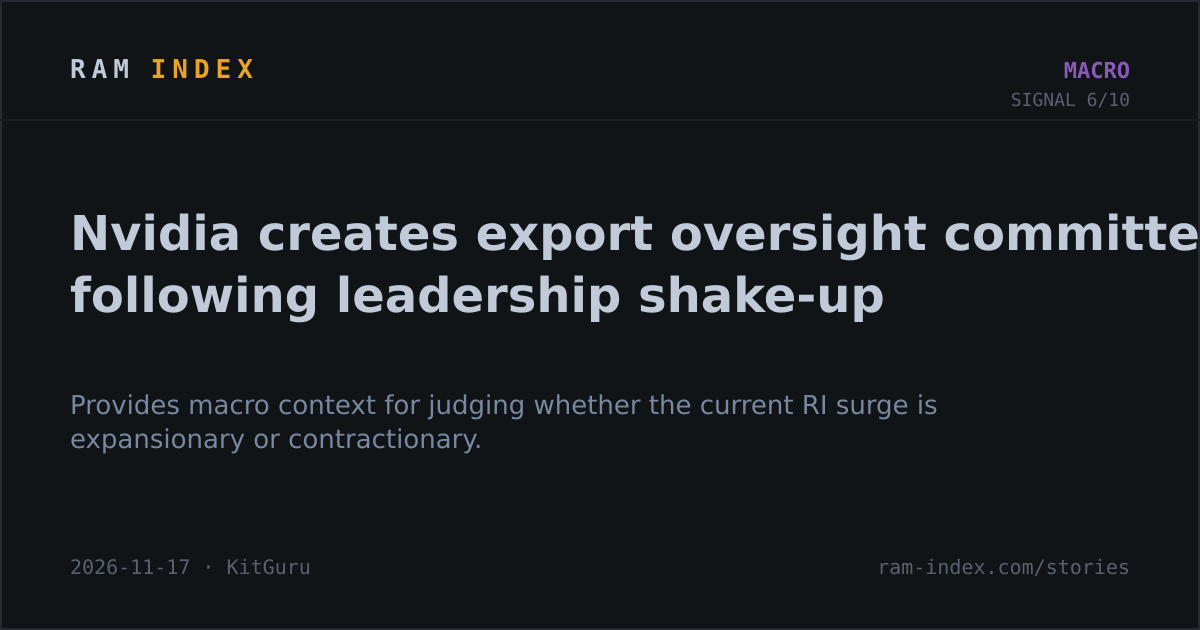 RAM INDEX
MACRO
SIGNAL 6/10
Nvidia creates export oversight committe
following leadership shake-up
Provides macro context for judging whether the current RI surge is
expansionary or contractionary.
2026-11-17 · KitGuru
ram-index.com/stories